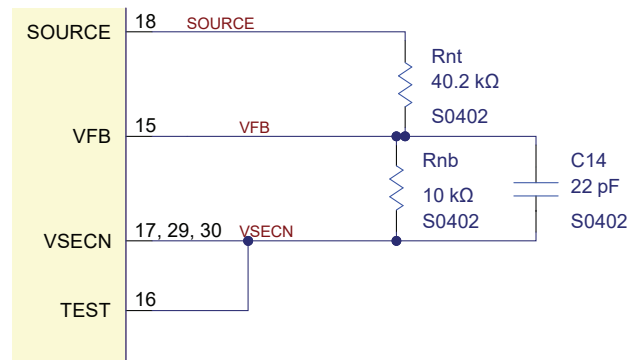 SOURCE 18 SOURCE
Rnt
40.2 kΩ
S0402
VFB 15 VFB
Rnb
10 kΩ
S0402
C14
22 pF
S0402
VSECN 17, 29, 30 VSECN
TEST 16